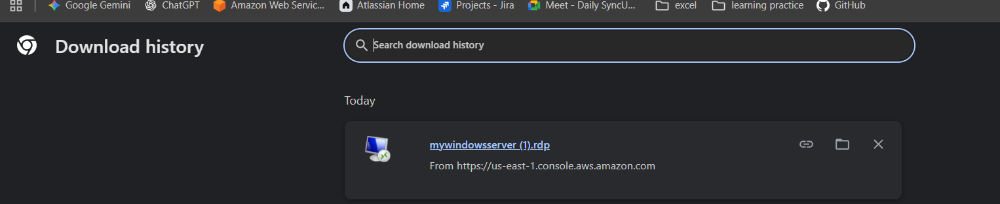 Google Gemini ChatGPT Amazon Web Servic... Atlassian Home Projects - Jira Meet - Daily SyncU... excel learning practice GitHub
Download history
Search download history
Today
mywindowsserver (1).rdp
From https://us-east-1.console.aws.amazon.com